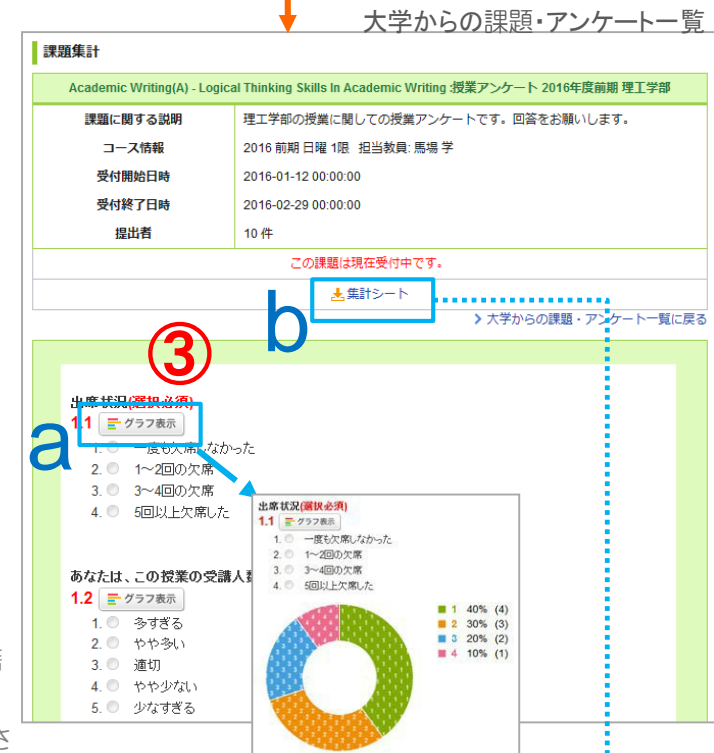 大学からの課題・アンケート一覧
課題集計
Academic Writing(A) - Logical Thinking Skills In Academic Writing :授業アンケート 2016年度前期 理工学部
課題に関する説明 理工学部の授業に関しての授業アンケートです。回答をお願いします。
コース情報 2016 前期 日曜 1限 担当教員: 馬場 学
受付開始日時 2016-01-12 00:00:00
受付終了日時 2016-02-29 00:00:00
提出者 10 件
この課題は現在受付中です。
b
集計シート
大学からの課題・アンケート一覧に戻る
③
出席状況(選択必須)
a
1.1 グラフ表示
1. 一度も欠席しなかった
2. 1～2回の欠席
3. 3～4回の欠席
4. 5回以上欠席した
あなたは、この授業の受講人数
1.2 グラフ表示
1. 多すぎる
2. やや多い
3. 適切
4. やや少ない
5. 少なすぎる
出席状況(選択必須)
1.1 グラフ表示
1. 一度も欠席しなかった
2. 1～2回の欠席
3. 3～4回の欠席
4. 5回以上欠席した
1 40% (4)
2 30% (3)
3 20% (2)
4 10% (1)
さ